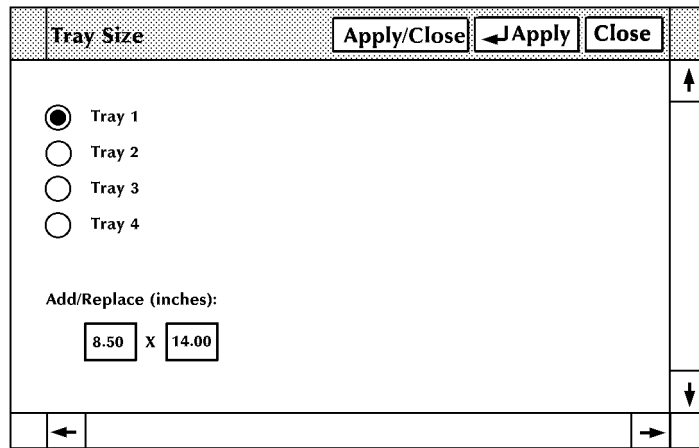 Tray Size Apply/Close Apply Close
Tray 1
Tray 2
Tray 3
Tray 4
Add/Replace (inches):
8.50 X 14.00